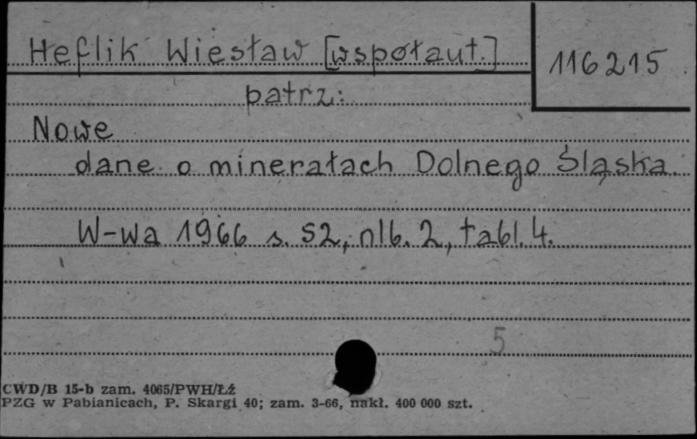 Heflik Wiesław [współaut.]
116215
patrz:
Nowe
dane o minerałach Dolnego Śląska.
W-wa 1966 s. 52, nlb. 2, tabl. 4.
5
CWD/B 15-b zam. 4065/PWH/Łź
PZG w Pabianicach, P. Skargi 40; zam. 3-66, nakł. 400 000 szt.